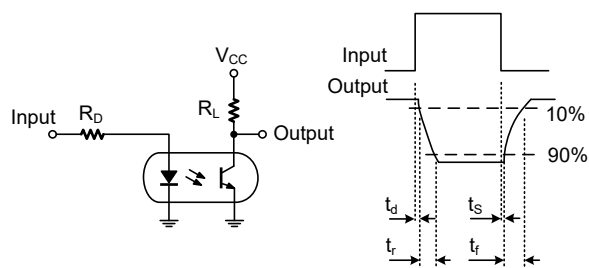 V_CC
R_L
Input
R_D
Output
Input
Output
10%
90%
t_d
t_S
t_r
t_f